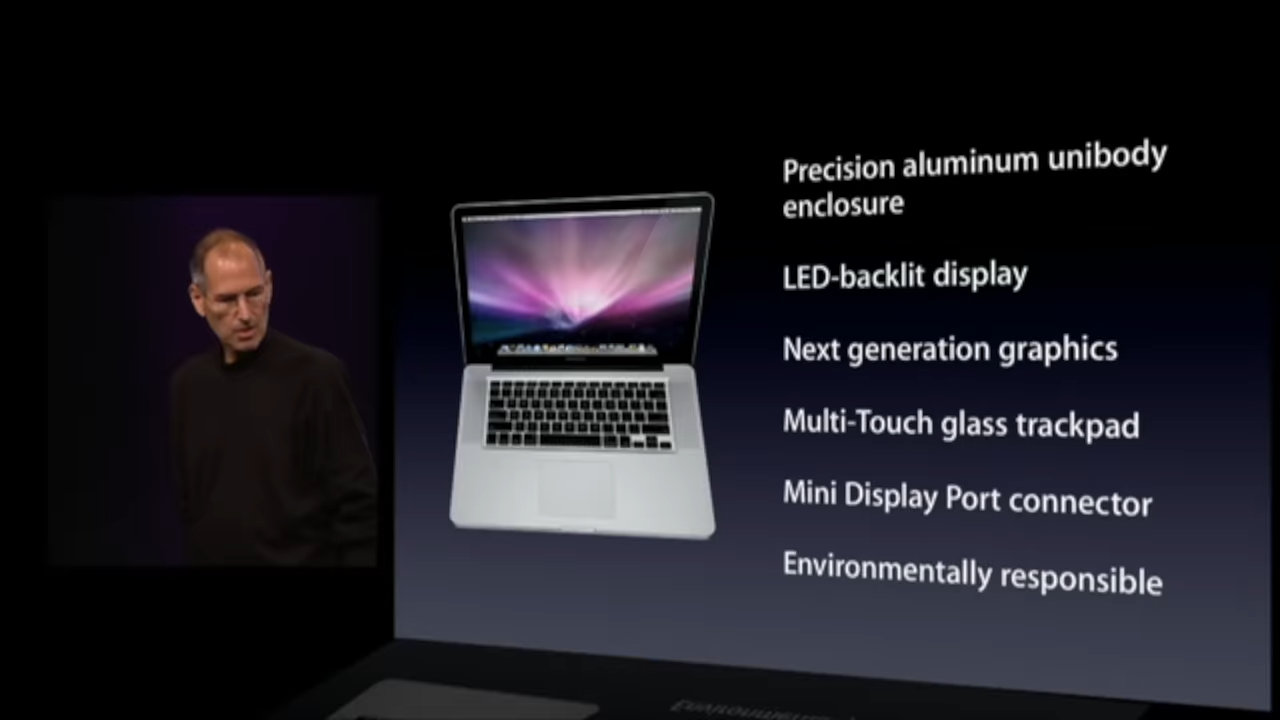 Precision aluminum unibody
enclosure
LED-backlit display
Next generation graphics
Multi-Touch glass trackpad
Mini Display Port connector
Environmentally responsible